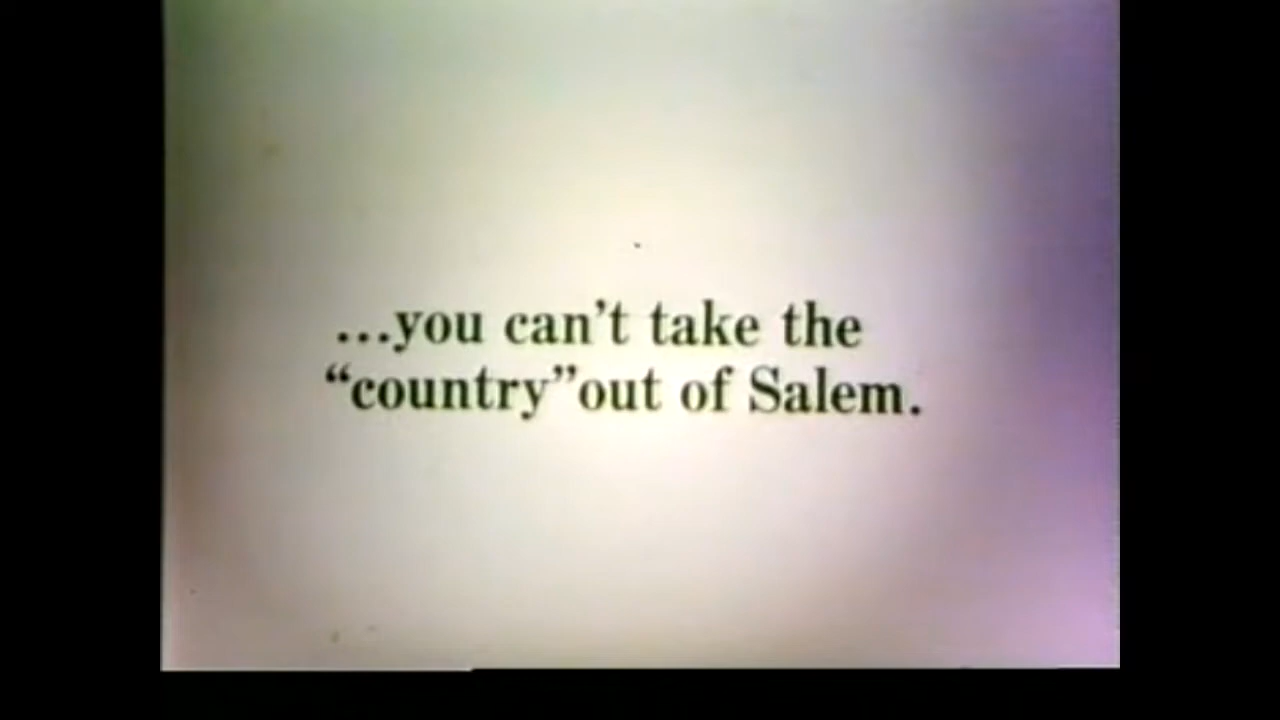 ...you can't take the
“country”out of Salem.